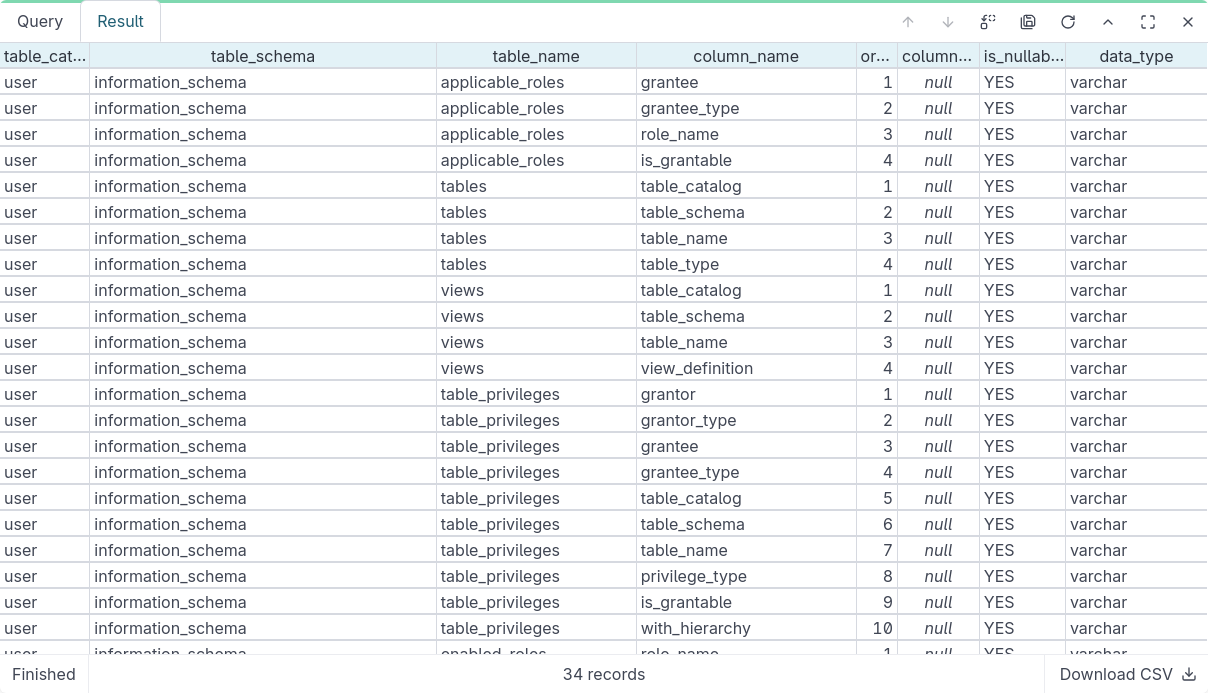 Query Result
table_cat... table_schema table_name column_name or... column... is_nullab... data_type
user information_schema applicable_roles grantee 1 null YES varchar
user information_schema applicable_roles grantee_type 2 null YES varchar
user information_schema applicable_roles role_name 3 null YES varchar
user information_schema applicable_roles is_grantable 4 null YES varchar
user information_schema tables table_catalog 1 null YES varchar
user information_schema tables table_schema 2 null YES varchar
user information_schema tables table_name 3 null YES varchar
user information_schema tables table_type 4 null YES varchar
user information_schema views table_catalog 1 null YES varchar
user information_schema views table_schema 2 null YES varchar
user information_schema views table_name 3 null YES varchar
user information_schema views view_definition 4 null YES varchar
user information_schema table_privileges grantor 1 null YES varchar
user information_schema table_privileges grantor_type 2 null YES varchar
user information_schema table_privileges grantee 3 null YES varchar
user information_schema table_privileges grantee_type 4 null YES varchar
user information_schema table_privileges table_catalog 5 null YES varchar
user information_schema table_privileges table_schema 6 null YES varchar
user information_schema table_privileges table_name 7 null YES varchar
user information_schema table_privileges privilege_type 8 null YES varchar
user information_schema table_privileges is_grantable 9 null YES varchar
user information_schema table_privileges with_hierarchy 10 null YES varchar
user information_schema enabled_roles role_name 1 null YES varchar
Finished 34 records Download CSV